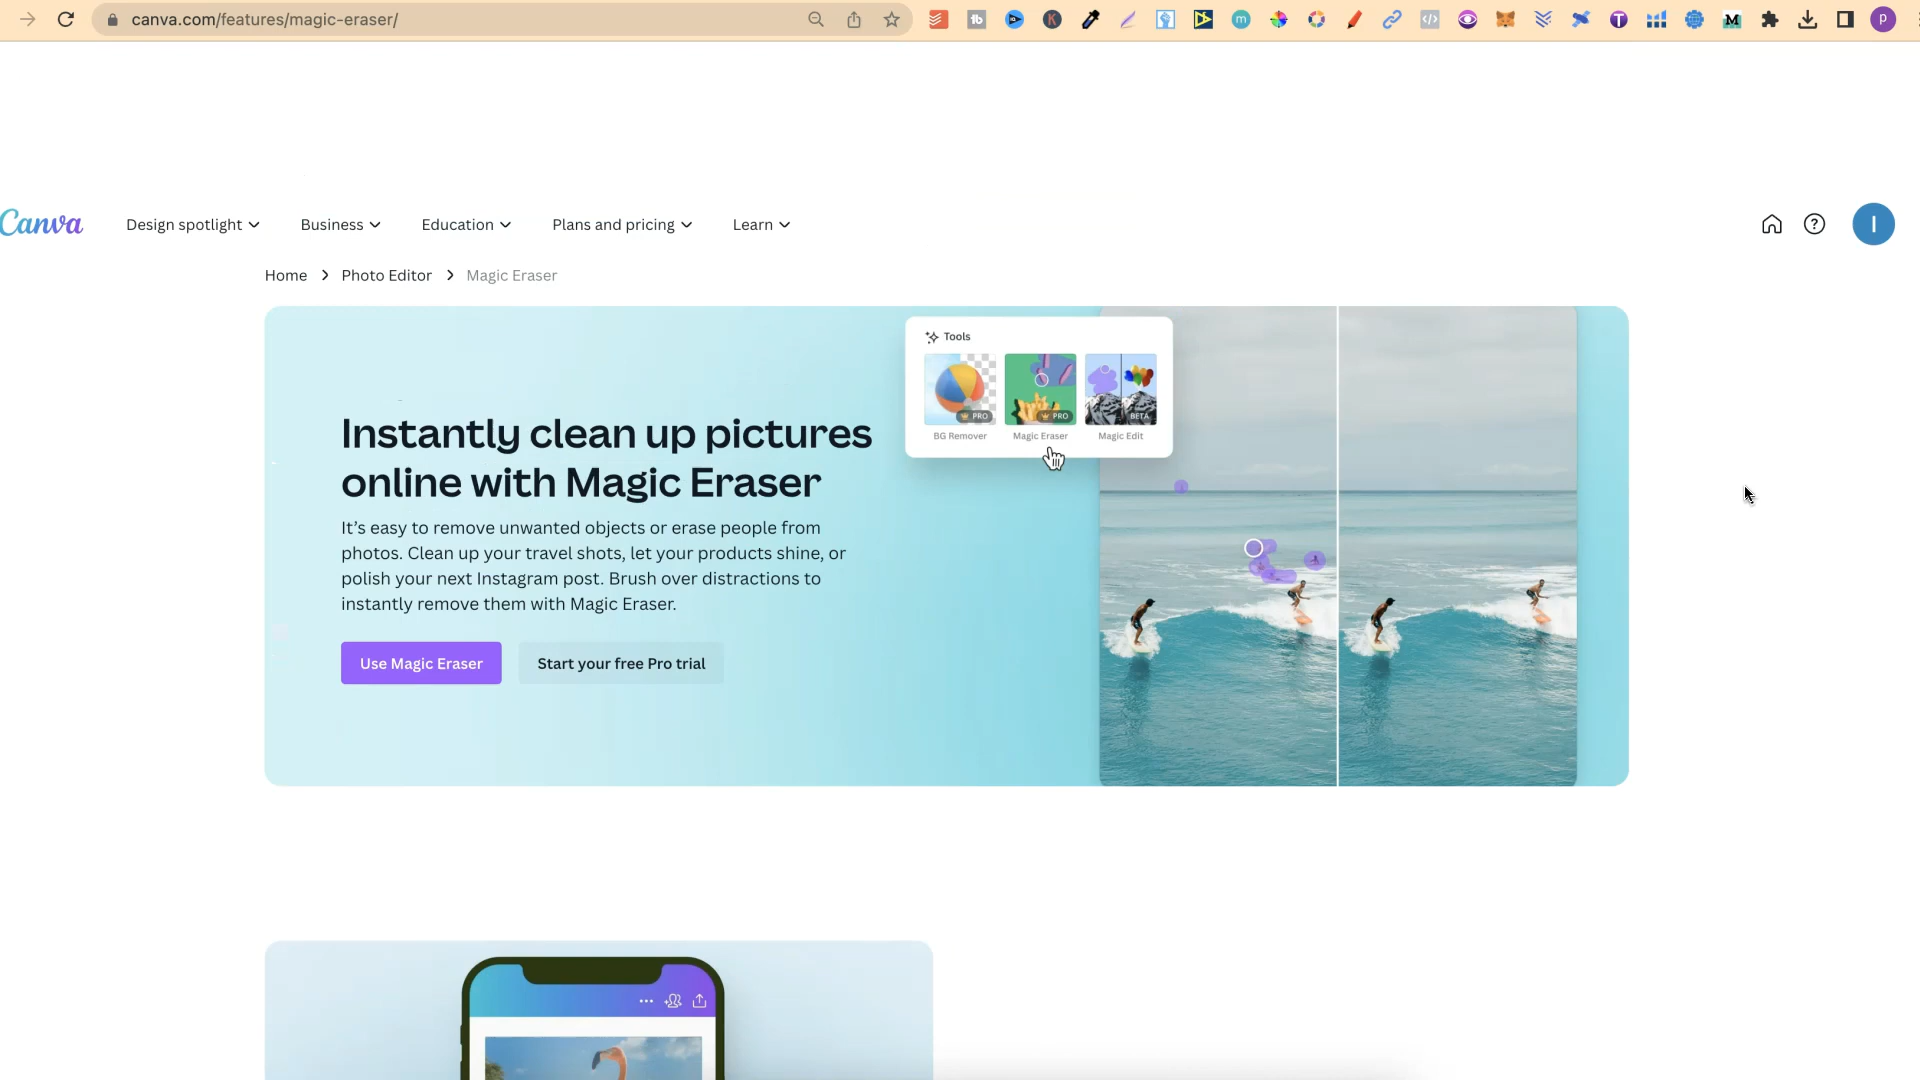 canva.com/features/magic-eraser/
Canva
Design spotlight
Business
Education
Plans and pricing
Learn
I
Home
Photo Editor
Magic Eraser
Tools
PRO
PRO
BETA
BG Remover
Magic Eraser
Magic Edit
Instantly clean up pictures
online with Magic Eraser
It’s easy to remove unwanted objects or erase people from
photos. Clean up your travel shots, let your products shine, or
polish your next Instagram post. Brush over distractions to
instantly remove them with Magic Eraser.
Use Magic Eraser
Start your free Pro trial